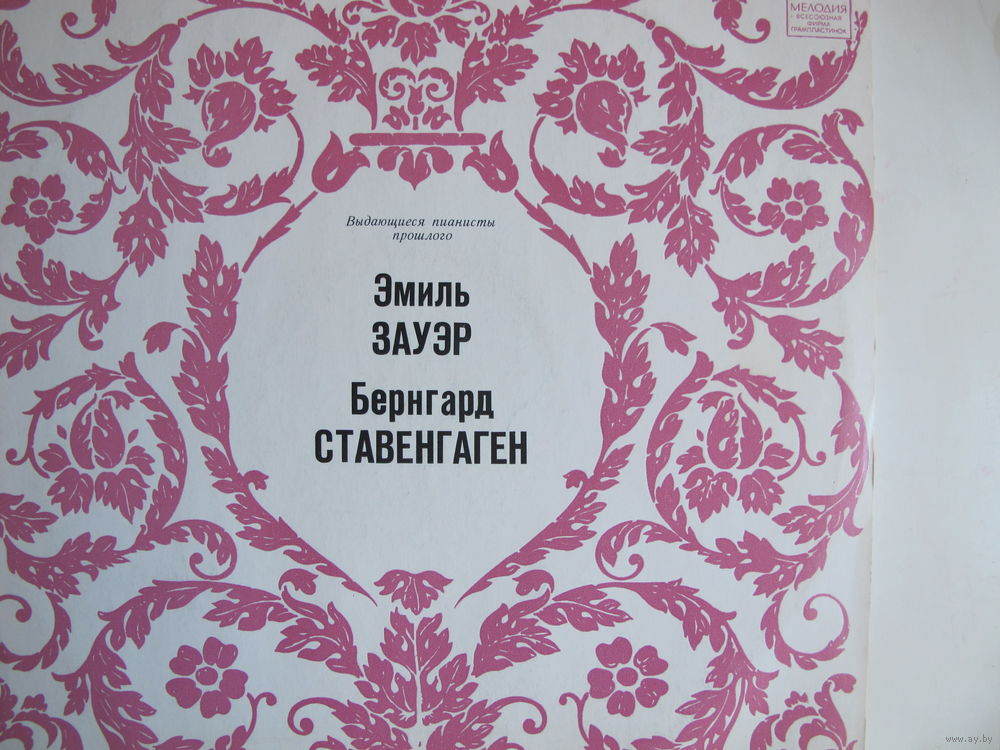 МЕЛОДИЯ
ВСЕСОЮЗНАЯ
ФИРМА
ГРАМПЛАСТИНОК
Выдающиеся пианисты
прошлого
Эмиль
ЗАУЭР
Бернгард
СТАВЕНГАГЕН
www.ay.by